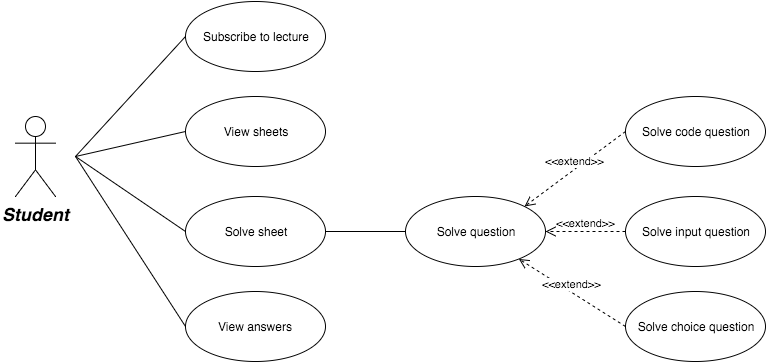 Subscribe to lecture
View sheets
Solve code question
<<extend>>
Student
Solve sheet
Solve question
<<extend>>
Solve input question
<<extend>>
View answers
Solve choice question